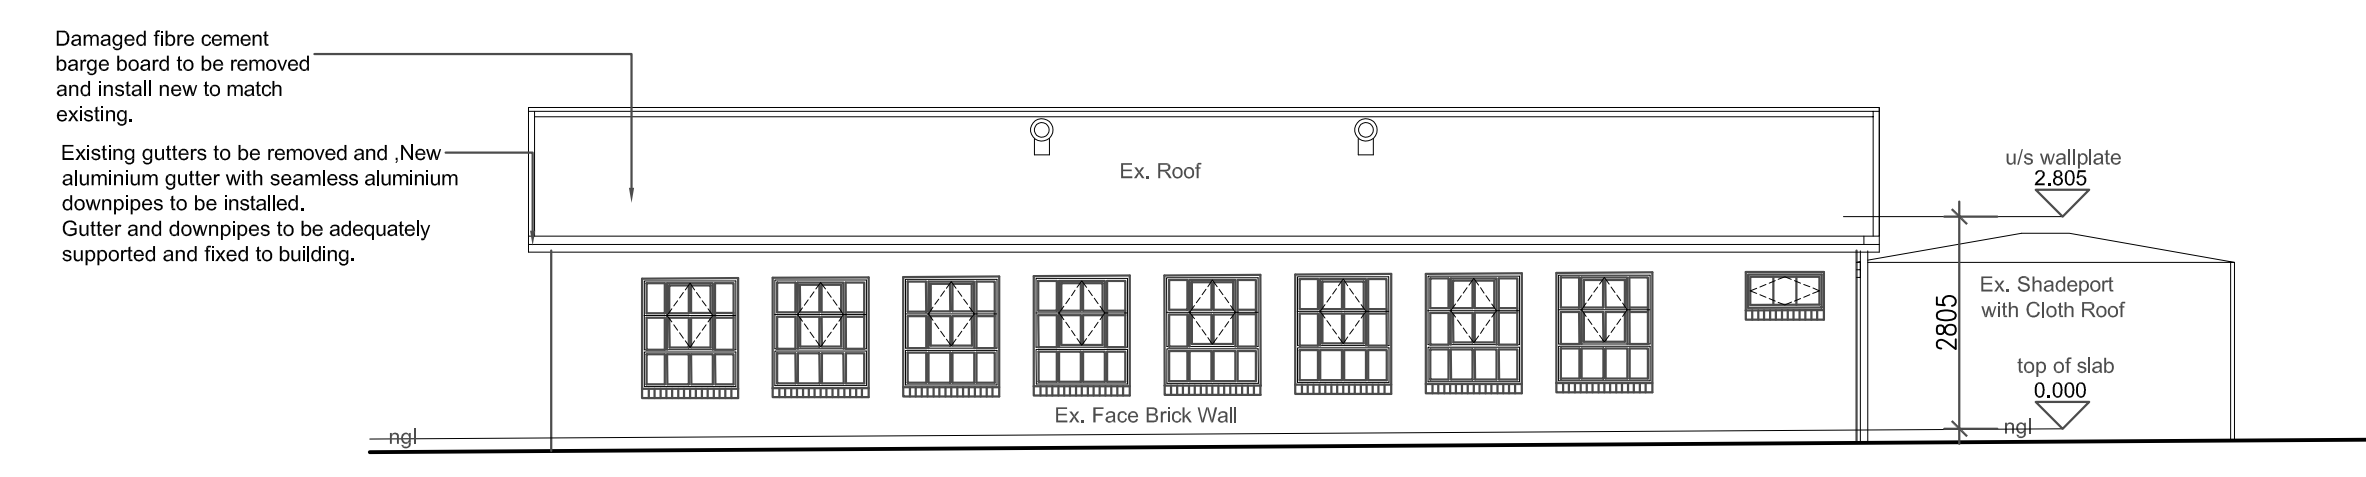 Damaged fibre cement
barge board to be removed
and install new to match
existing.
Existing gutters to be removed and ,New
aluminium gutter with seamless aluminium
downpipes to be installed.
Gutter and downpipes to be adequately
supported and fixed to building.
Ex. Roof
u/s wallplate
2.805
Ex. Shadeport
with Cloth Roof
2805
top of slab
0.000
Ex. Face Brick Wall
ngl
ngl